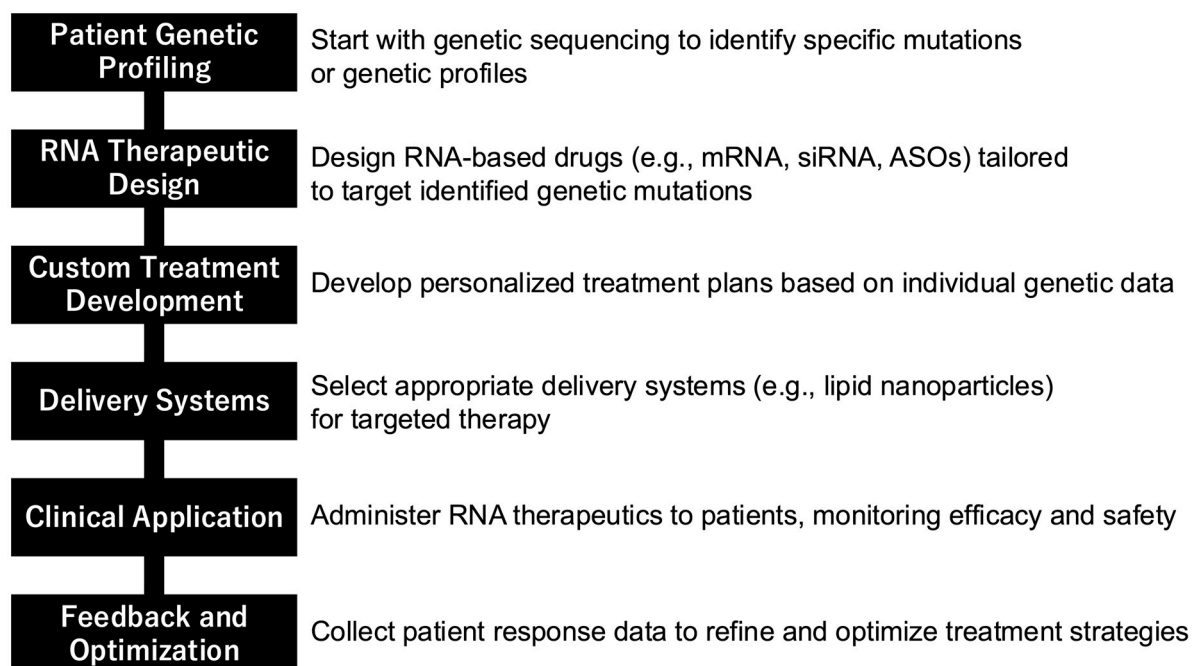 Patient Genetic
Profiling
Start with genetic sequencing to identify specific mutations
or genetic profiles
RNA Therapeutic
Design
Design RNA-based drugs (e.g., mRNA, siRNA, ASOs) tailored
to target identified genetic mutations
Custom Treatment
Development
Develop personalized treatment plans based on individual genetic data
Delivery Systems
Select appropriate delivery systems (e.g., lipid nanoparticles)
for targeted therapy
Clinical Application
Administer RNA therapeutics to patients, monitoring efficacy and safety
Feedback and
Optimization
Collect patient response data to refine and optimize treatment strategies